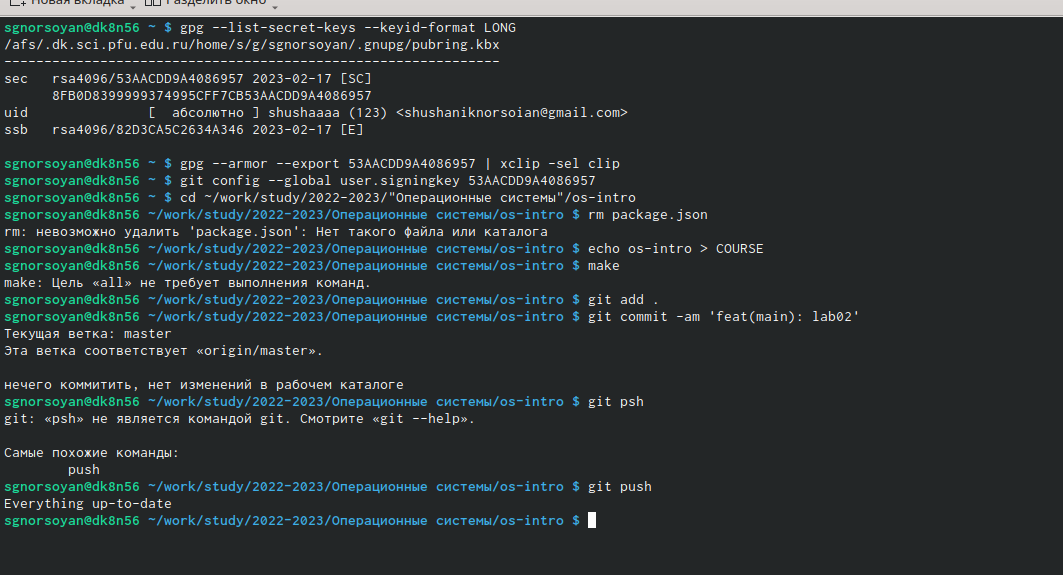 Новая вкладка Разделить окно
sgnorsoyan@dk8n56 ~ $ gpg --list-secret-keys --keyid-format LONG
/afs/.dk.sci.pfu.edu.ru/home/s/g/sgnorsoyan/.gnupg/pubring.kbx
--------------------------------------------------------------
sec   rsa4096/53AACDD9A4086957 2023-02-17 [SC]
      8FB0D8399999374995CFF7CB53AACDD9A4086957
uid               [  абсолютно ] shushaaaa (123) <shushaniknorsoian@gmail.com>
ssb   rsa4096/82D3CA5C2634A346 2023-02-17 [E]
sgnorsoyan@dk8n56 ~ $ gpg --armor --export 53AACDD9A4086957 | xclip -sel clip
sgnorsoyan@dk8n56 ~ $ git config --global user.signingkey 53AACDD9A4086957
sgnorsoyan@dk8n56 ~ $ cd ~/work/study/2022-2023/"Операционные системы"/os-intro
sgnorsoyan@dk8n56 ~/work/study/2022-2023/Операционные системы/os-intro $ rm package.json
rm: невозможно удалить 'package.json': Нет такого файла или каталога
sgnorsoyan@dk8n56 ~/work/study/2022-2023/Операционные системы/os-intro $ echo os-intro > COURSE
sgnorsoyan@dk8n56 ~/work/study/2022-2023/Операционные системы/os-intro $ make
make: Цель «all» не требует выполнения команд.
sgnorsoyan@dk8n56 ~/work/study/2022-2023/Операционные системы/os-intro $ git add .
sgnorsoyan@dk8n56 ~/work/study/2022-2023/Операционные системы/os-intro $ git commit -am 'feat(main): lab02'
Текущая ветка: master
Эта ветка соответствует «origin/master».
нечего коммитить, нет изменений в рабочем каталоге
sgnorsoyan@dk8n56 ~/work/study/2022-2023/Операционные системы/os-intro $ git psh
git: «psh» не является командой git. Смотрите «git --help».
Самые похожие команды:
        push
sgnorsoyan@dk8n56 ~/work/study/2022-2023/Операционные системы/os-intro $ git push
Everything up-to-date
sgnorsoyan@dk8n56 ~/work/study/2022-2023/Операционные системы/os-intro $